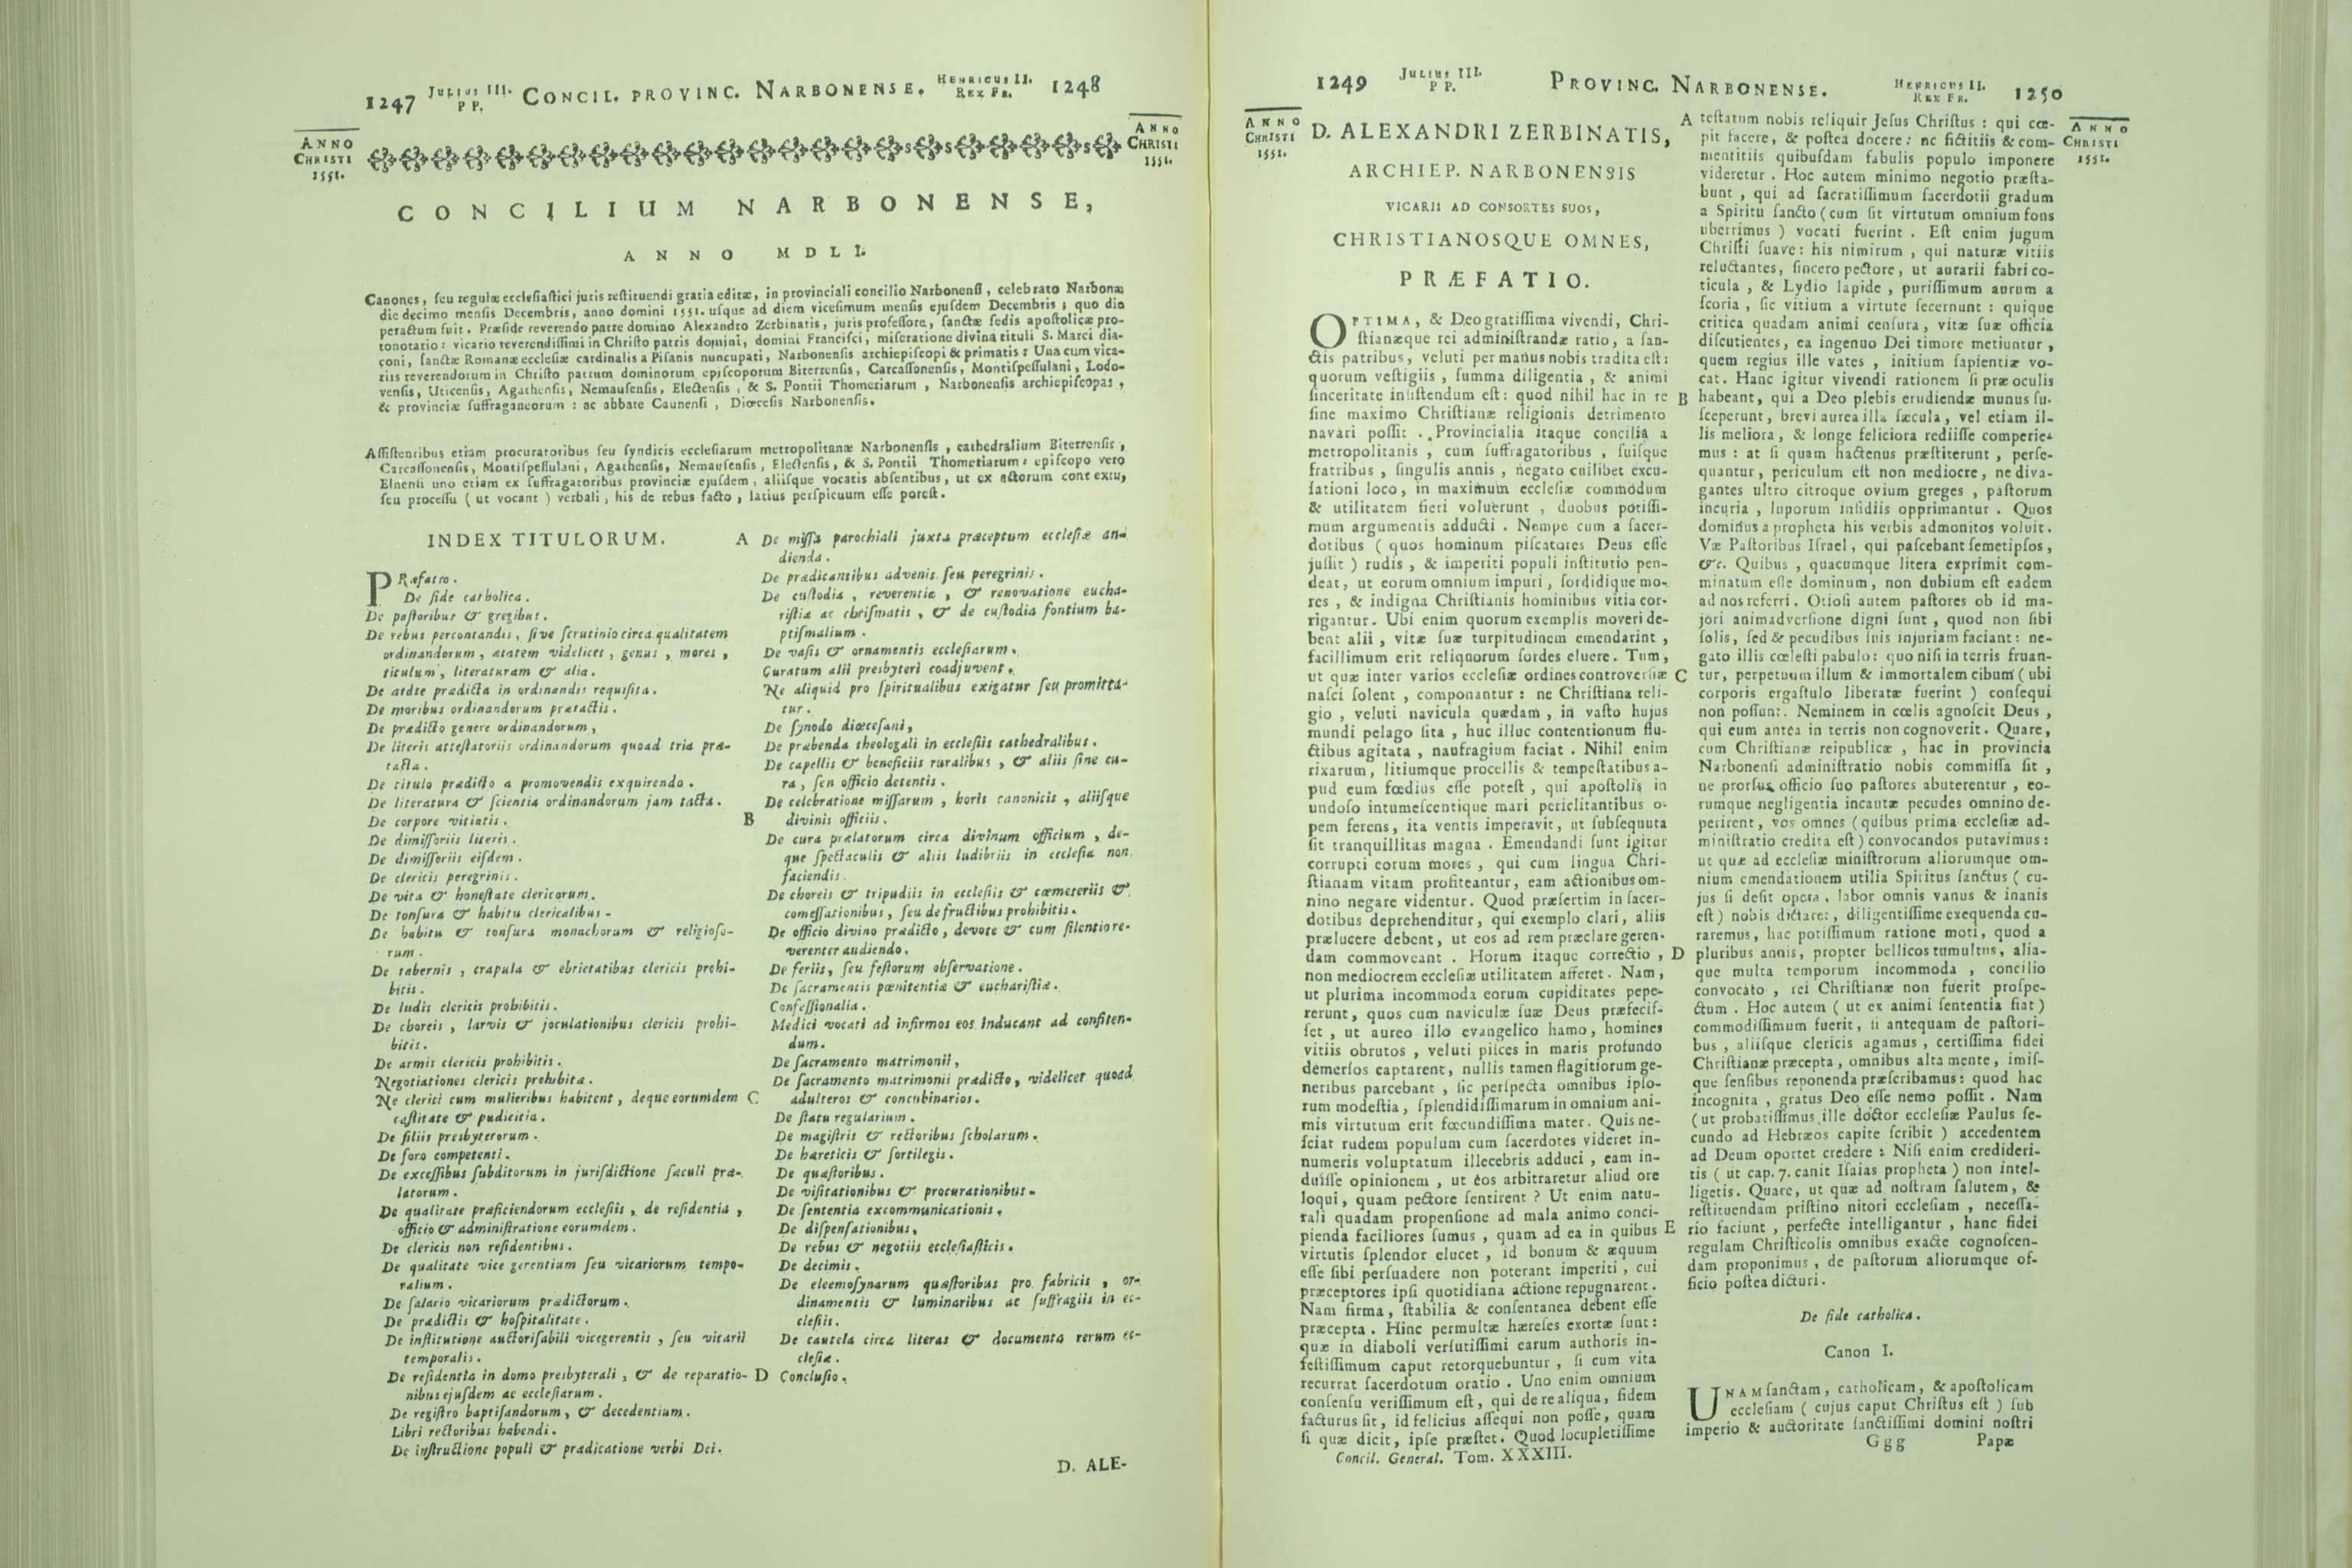 1247 JULIUS III. PP. CONCIL. PROVINC. NARBONENSE. HENRICUS II. REX FR. 1248
ANNO CHRISTI 1551.
ANNO CHRISTI 1551.
CONCILIUM NARBONENSE,
ANNO MDLI.
Canones, ſeu regulæ eccleſiaſtici juris reſtituendi gratia editæ, in provinciali concilio Narbonenſi, celebrato Narbonæ
die decimo menſis Decembris, anno domini 1551. uſque ad diem viceſimum menſis ejuſdem Decembris; quo die
peractum fuit. Præſide reverendo patre domino Alexandro Zerbinatis, juris profeſſore, ſanctæ ſedis apoſtolicæ pro-
tonotario: vicario reverendiſſimi in Chriſto patris domini, domini Franciſci, miſeratione divina tituli S. Marci dia-
coni, ſanctæ Romanæ eccleſiæ cardinalis a Piſanis nuncupati, Narbonenſis archiepiſcopi & primatis: Una cum vica-
riis reverendorum in Chriſto patrum dominorum epiſcoporum Biterrenſis, Carcaſſonenſis, Montiſpeſſulani, Lodo-
venſis, Uticenſis, Agathenſis, Nemauſenſis, Electenſis, & S. Pontii Thomeriarum, Narbonenſis archiepiſcopas,
& provinciæ ſuffraganeorum: ac abbate Caunenſi, Diœceſis Narbonenſis.
Aſſiſtentibus etiam procuratoribus ſeu ſyndicis eccleſiarum metropolitanæ Narbonenſis, cathedralium Biterrenſis,
Carcaſſonenſis, Montiſpeſſulani, Agathenſis, Nemauſenſis, Electenſis, & S. Pontii Thomeriarum: epiſcopo vero
Elnenſi uno etiam ex ſuffragatoribus provinciæ ejuſdem, aliiſque vocatis abſentibus, ut ex actorum contextu,
ſeu proceſſu (ut vocant) verbali, his de rebus facto, latius perſpicuum eſſe poteſt.
INDEX TITULORUM.
PRæfatio.
De fide catholica.
De paſtoribus & gregibus.
De rebus percontandis, ſive ſcrutinio circa qualitatem
ordinandorum, ætatem videlicet, genus, mores,
titulum, literaturam & alia.
De ætate prædicta in ordinandis requiſita.
De moribus ordinandorum prætactis.
De prædicto genere ordinandorum,
De literis atteſtatoriis ordinandorum quoad tria præ-
tacta.
De titulo prædicto a promovendis exquirendo.
De literatura & ſcientia ordinandorum jam tacta.
De corpore vitiatis.
De dimiſſoriis literis.
De dimiſſoriis eiſdem.
De clericis peregrinis.
De vita & honeſtate clericorum.
De tonſura & habitu clericalibus.
De habitu & tonſura monachorum & religioſo-
rum.
De tabernis, crapula & ebrietatibus clericis prohi-
bitis.
De ludis clericis prohibitis.
De choreis, larvis & joculationibus clericis prohi-
bitis.
De armis clericis prohibitis.
Negotiationes clericis prohibitæ.
Ne clerici cum mulieribus habitent, deque eorumdem
caſtitate & pudicitia.
De filiis presbyterorum.
De foro competenti.
De exceſſibus ſubditorum in juriſdictione ſæculi præ-
latorum.
De qualitate præficiendorum eccleſiis, de reſidentia,
officio & adminiſtratione eorumdem.
De clericis non reſidentibus.
De qualitate vice gerentium ſeu vicariorum tempo-
ralium.
De ſalario vicariorum prædictorum.
De prædictis & hoſpitalitate.
De inſtitutione auctoriſabili vicegerentis, ſeu vicarii
temporalis.
De reſidentia in domo presbyterali, & de reparatio-
nibus ejuſdem ac eccleſiarum.
De regiſtro baptiſandorum, & decedentium.
Libri rectoribus habendi.
De inſtructione populi & prædicatione verbi Dei.
A De miſſa parochiali juxta præceptum eccleſiæ au-
dienda.
De prædicantibus advenis ſeu peregrinis.
De cuſtodia, reverentia, & renovatione eucha-
riſtiæ ac chriſmatis, & de cuſtodia fontium ba-
ptiſmalium.
De vaſis & ornamentis eccleſiarum.
Curatum alii presbyteri coadjuvent.
Ne aliquid pro ſpiritualibus exigatur ſeu promitta-
tur.
De ſynodo diœceſani,
De præbenda theologali in eccleſiis cathedralibus.
De capellis & beneficiis ruralibus, & aliis ſine cu-
ra, ſeu officio detentis.
De celebratione miſſarum, horis canonicis, aliiſque
B divinis officiis.
De cura prælatorum circa divinum officium, de-
que ſpectaculis & aliis ludibriis in eccleſia non
faciendis.
De choreis & tripudiis in eccleſiis & cœmeteriis &
comeſſationibus, ſeu defructibus prohibitis.
De officio divino prædicto, devote & cum ſilentio re-
verenter audiendo.
De feriis, ſeu feſtorum obſervatione.
De ſacramentis pœnitentiæ & euchariſtiæ.
Confeſſionalia.
Medici vocati ad infirmos eos inducant ad confiten-
dum.
De ſacramento matrimonii,
De ſacramento matrimonii prædicto, videlicet quoad
C adulteros & concubinarios.
De ſtatu regularium.
De magiſtris & rectoribus ſcholarum.
De hæreticis & ſortilegis.
De quæſtoribus.
De viſitationibus & procurationibus.
De ſententia excommunicationis,
De diſpenſationibus,
De rebus & negotiis eccleſiaſticis.
De decimis.
De eleemoſynarum quæſtoribus pro fabricis, or-
dinamentis & luminaribus ac ſuffragiis in ec-
cleſiis.
De cautela circa literas & documenta rerum ec-
cleſiæ.
D Concluſio.
D. ALE-
1249 JULIUS III. PP. PROVINC. NARBONENSE. HENRICUS II. REX FR. 1250
ANNO CHRISTI 1551.
ANNO CHRISTI 1551.
D. ALEXANDRI ZERBINATIS,
ARCHIEP. NARBONENSIS
VICARII AD CONSORTES SUOS,
CHRISTIANOSQUE OMNES,
PRÆFATIO.
OPTIMA, & Deo gratiſſima vivendi, Chri-
ſtianæque rei adminiſtrandæ ratio, a ſan-
ctis patribus, veluti per manus nobis tradita eſt:
quorum veſtigiis, ſumma diligentia, & animi
ſinceritate inſiſtendum eſt: quod nihil hac in re
ſine maximo Chriſtianæ religionis detrimento
navari poſſit. Provincialia itaque concilia a
metropolitanis, cum ſuffragatoribus, ſuiſque
fratribus, ſingulis annis, negato cuilibet excu-
ſationi loco, in maximum eccleſiæ commodum
& utilitatem fieri voluerunt, duobus potiſſi-
mum argumentis adducti. Nempe cum a ſacer-
dotibus (quos hominum piſcatores Deus eſſe
juſſit) rudis, & imperiti populi inſtitutio pen-
deat, ut eorum omnium impuri, ſordidique mo-
res, & indigna Chriſtianis hominibus vitia cor-
rigantur. Ubi enim quorum exemplis moveri de-
bent alii, vitæ ſuæ turpitudinem emendarint,
facillimum erit reliquorum ſordes eluere. Tum,
ut quæ inter varios eccleſiæ ordines controverſiæ
naſci ſolent, componantur: ne Chriſtiana reli-
gio, veluti navicula quædam, in vaſto hujus
mundi pelago ſita, huc illuc contentionum flu-
ctibus agitata, naufragium faciat. Nihil enim
rixarum, litiumque procellis & tempeſtatibus a-
pud eum fœdius eſſe poteſt, qui apoſtolis in
undoſo intumeſcentique mari periclitantibus o-
pem ferens, ita ventis imperavit, ut ſubſequuta
ſit tranquillitas magna. Emendandi ſunt igitur
corrupti eorum mores, qui cum lingua Chri-
ſtianam vitam profiteantur, eam actionibus om-
nino negare videntur. Quod præſertim in ſacer-
dotibus deprehenditur, qui exemplo clari, aliis
prælucere debent, ut eos ad rem præclare geren-
dam commoveant. Horum itaque correctio,
non mediocrem eccleſiæ utilitatem afferet. Nam,
ut plurima incommoda eorum cupiditates pepe-
rerunt, quos cum naviculæ ſuæ Deus præfeciſ-
ſet, ut aureo illo evangelico hamo, homines
vitiis obrutos, veluti piſces in maris profundo
demerſos captarent, nullis tamen flagitiorum ge-
neribus parcebant, ſic perſpecta omnibus ipſo-
rum modeſtia, ſplendidiſſimarum in omnium ani-
mis virtutum erit fœcundiſſima mater. Quis ne-
ſciat rudem populum cum ſacerdotes videret in-
numeris voluptatum illecebris adduci, eam in-
duiſſe opinionem, ut eos arbitraretur aliud ore
loqui, quam pectore ſentirent? Ut enim natu-
rali quadam propenſione ad mala animo conci-
pienda faciliores ſumus, quam ad ea in quibus
virtutis ſplendor elucet, id bonum & æquum
eſſe ſibi perſuadere non poterant imperiti, cui
præceptores ipſi quotidiana actione repugnarent.
Nam firma, ſtabilia & conſentanea debent eſſe
præcepta. Hinc permultæ hæreſes exortæ ſunt:
quæ in diaboli verſutiſſimi earum authoris in-
feſtiſſimum caput retorquebuntur, ſi cum vita
recurrat ſacerdotum oratio. Uno enim omnium
conſenſu veriſſimum eſt, qui de re aliqua, fidem
facturus ſit, id felicius aſſequi non poſſe, quam
ſi quæ dicit, ipſe præſtet. Quod locupletiſſime
Concil. General. Tom. XXXIII.
A teſtatum nobis reliquit Jeſus Chriſtus: qui cœ-
pit facere, & poſtea docere: ne fictitiis & com-
mentitiis quibuſdam fabulis populo imponere
videretur. Hoc autem minimo negotio præſta-
bunt, qui ad ſacratiſſimum ſacerdotii gradum
a Spiritu ſancto (cum ſit virtutum omnium fons
uberrimus) vocati fuerint. Eſt enim jugum
Chriſti ſuave: his nimirum, qui naturæ vitiis
reluctantes, ſincero pectore, ut aurarii fabri co-
ticula, & Lydio lapide, puriſſimum aurum a
ſcoria, ſic vitium a virtute ſecernunt: quique
critica quadam animi cenſura, vitæ ſuæ officia
diſcutientes, ea ingenuo Dei timore metiuntur,
quem regius ille vates, initium ſapientiæ vo-
cat. Hanc igitur vivendi rationem ſi præ oculis
B habeant, qui a Deo plebis erudiendæ munus ſu-
ſceperunt, brevi aurea illa ſæcula, vel etiam il-
lis meliora, & longe feliciora rediiſſe comperie-
mus: at ſi quam hactenus præſtiterunt, perſe-
quantur, periculum eſt non mediocre, ne diva-
gantes ultro citroque ovium greges, paſtorum
incuria, luporum inſidiis opprimantur. Quos
dominus a propheta his verbis admonitos voluit.
Væ Paſtoribus Iſrael, qui paſcebant ſemetipſos,
&c. Quibus, quacumque litera exprimit com-
minatum eſſe dominum, non dubium eſt eadem
ad nos referri. Otioſi autem paſtores ob id ma-
jori animadverſione digni ſunt, quod non ſibi
ſolis, ſed & pecudibus ſuis injuriam faciant: ne-
gato illis cœleſti pabulo: quo niſi in terris fruan-
C tur, perpetuum illum & immortalem cibum (ubi
corporis ergaſtulo liberatæ fuerint) conſequi
non poſſunt. Neminem in cœlis agnoſcit Deus,
qui eum antea in terris non cognoverit. Quare,
cum Chriſtianæ reipublicæ, hac in provincia
Narbonenſi adminiſtratio nobis commiſſa ſit,
ne prorſus officio ſuo paſtores abuterentur, eo-
rumque negligentia incautæ pecudes omnino de-
perirent, vos omnes (quibus prima eccleſiæ ad-
miniſtratio credita eſt) convocandos putavimus:
ut quæ ad eccleſiæ miniſtrorum aliorumque om-
nium emendationem utilia Spiritus ſanctus (cu-
jus ſi deſit opera, labor omnis vanus & inanis
eſt) nobis dictaret, diligentiſſime exequenda cu-
raremus, hac potiſſimum ratione moti, quod a
D pluribus annis, propter bellicos tumultus, alia-
que multa temporum incommoda, concilio
convocato, rei Chriſtianæ non fuerit proſpe-
ctum. Hoc autem (ut ex animi ſententia fiat)
commodiſſimum fuerit, ſi antequam de paſtori-
bus, aliiſque clericis agamus, certiſſima fidei
Chriſtianæ præcepta, omnibus alta mente, imiſ-
que ſenſibus reponenda præſcribamus: quod hac
incognita, gratus Deo eſſe nemo poſſit. Nam
(ut probatiſſimus ille doctor eccleſiæ Paulus ſe-
cundo ad Hebræos capite ſcribit) accedentem
ad Deum oportet credere: Niſi enim credideri-
tis (ut cap. 7. canit Iſaias propheta) non intel-
ligetis. Quare, ut quæ ad noſtram ſalutem, &
reſtituendam priſtino nitori eccleſiam, neceſſa-
E rio faciunt, perfecte intelligantur, hanc fidei
regulam Chriſticolis omnibus exacte cognoſcen-
dam proponimus, de paſtorum aliorumque of-
ficio poſtea dicturi.
De fide catholica.
Canon I.
UNAM ſanctam, catholicam, & apoſtolicam
eccleſiam (cujus caput Chriſtus eſt) ſub
imperio & auctoritate ſanctiſſimi domini noſtri
Ggg Papæ